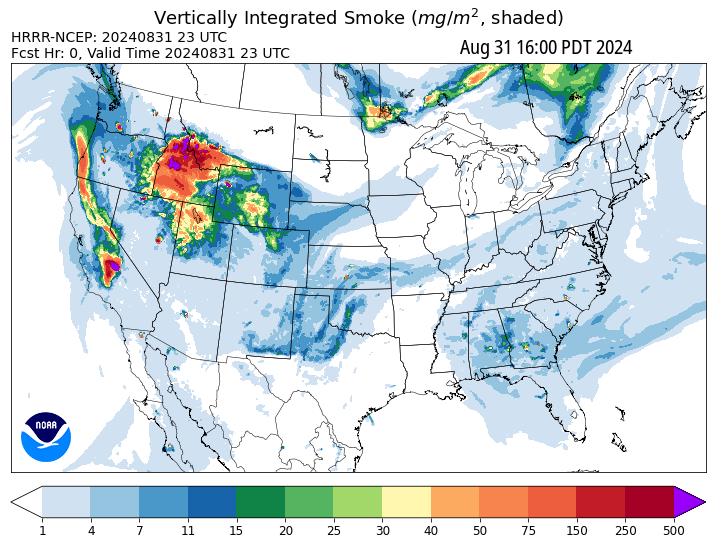 Vertically Integrated Smoke (mg/m², shaded)
HRRR-NCEP: 20240831 23 UTC
Fcst Hr: 0, Valid Time 20240831 23 UTC
Aug 31 16:00 PDT 2024
NOAA
1 4 7 11 15 20 25 30 40 50 75 150 250 500